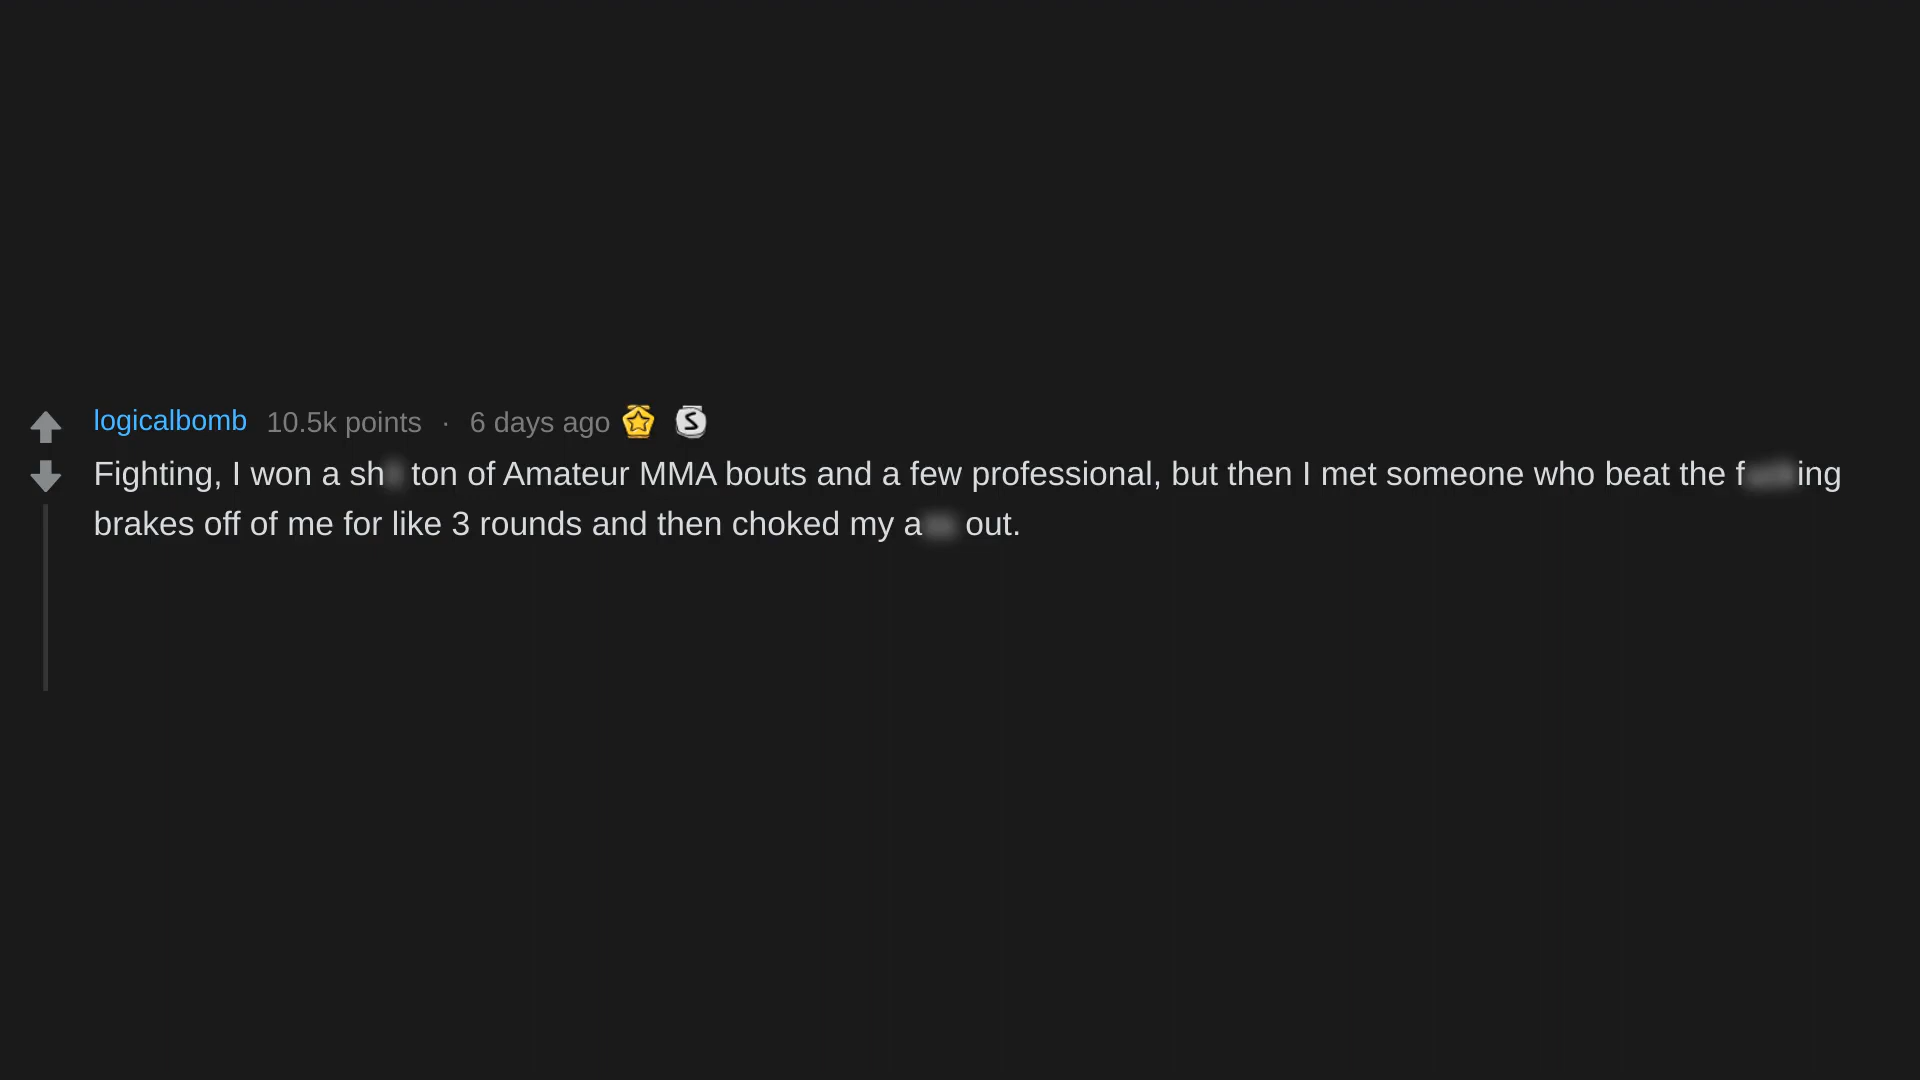 logicalbomb 10.5k points · 6 days ago
Fighting, I won a sh ton of Amateur MMA bouts and a few professional, but then I met someone who beat the f ing
brakes off of me for like 3 rounds and then choked my a out.